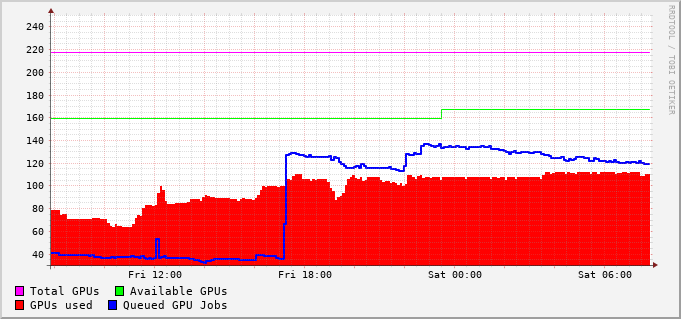 RRDTOOL / TOBI OETIKER
240
220
200
180
160
140
120
100
80
60
40
Fri 12:00 Fri 18:00 Sat 00:00 Sat 06:00
Total GPUs Available GPUs
GPUs used Queued GPU Jobs